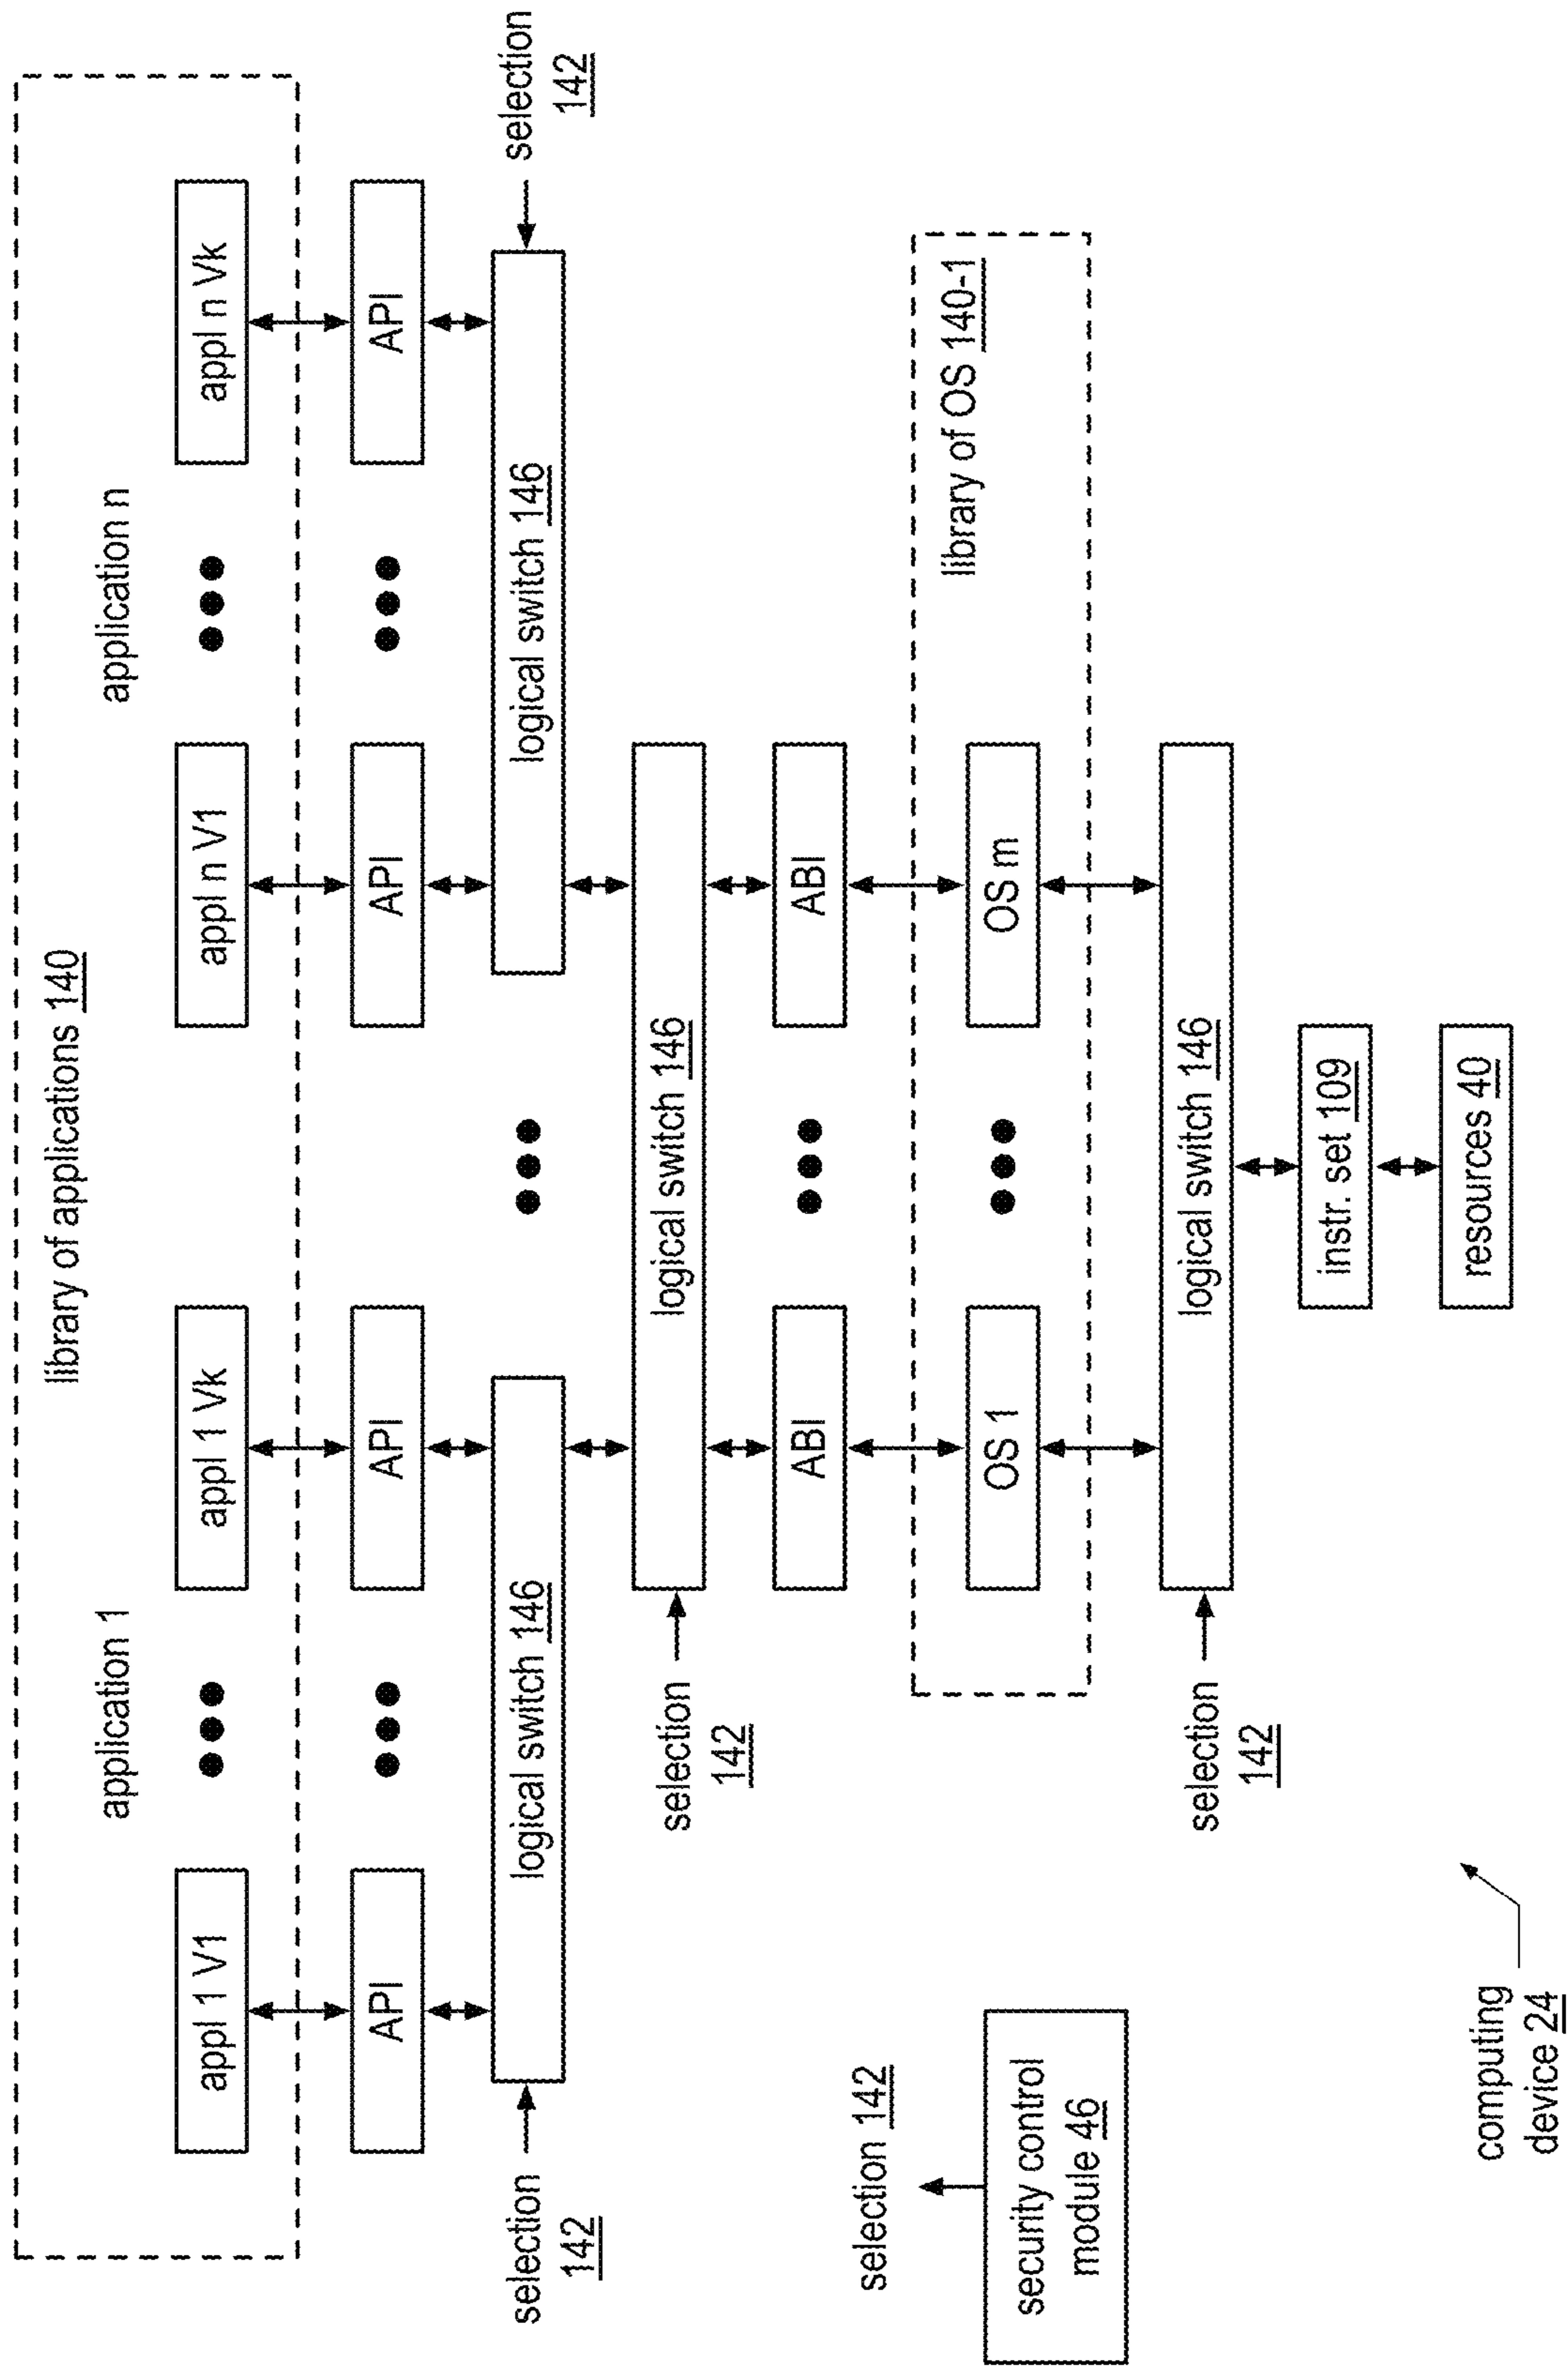 library of applications 140
application 1
application n
appl 1 V1
appl 1 Vk
appl n V1
appl n Vk
API
API
API
API
selection
142
logical switch 146
logical switch 146
selection
142
selection
142
logical switch 146
ABI
ABI
library of OS 140-1
OS 1
OS m
selection
142
logical switch 146
instr. set 109
resources 40
selection 142
security control
module 46
computing
device 24